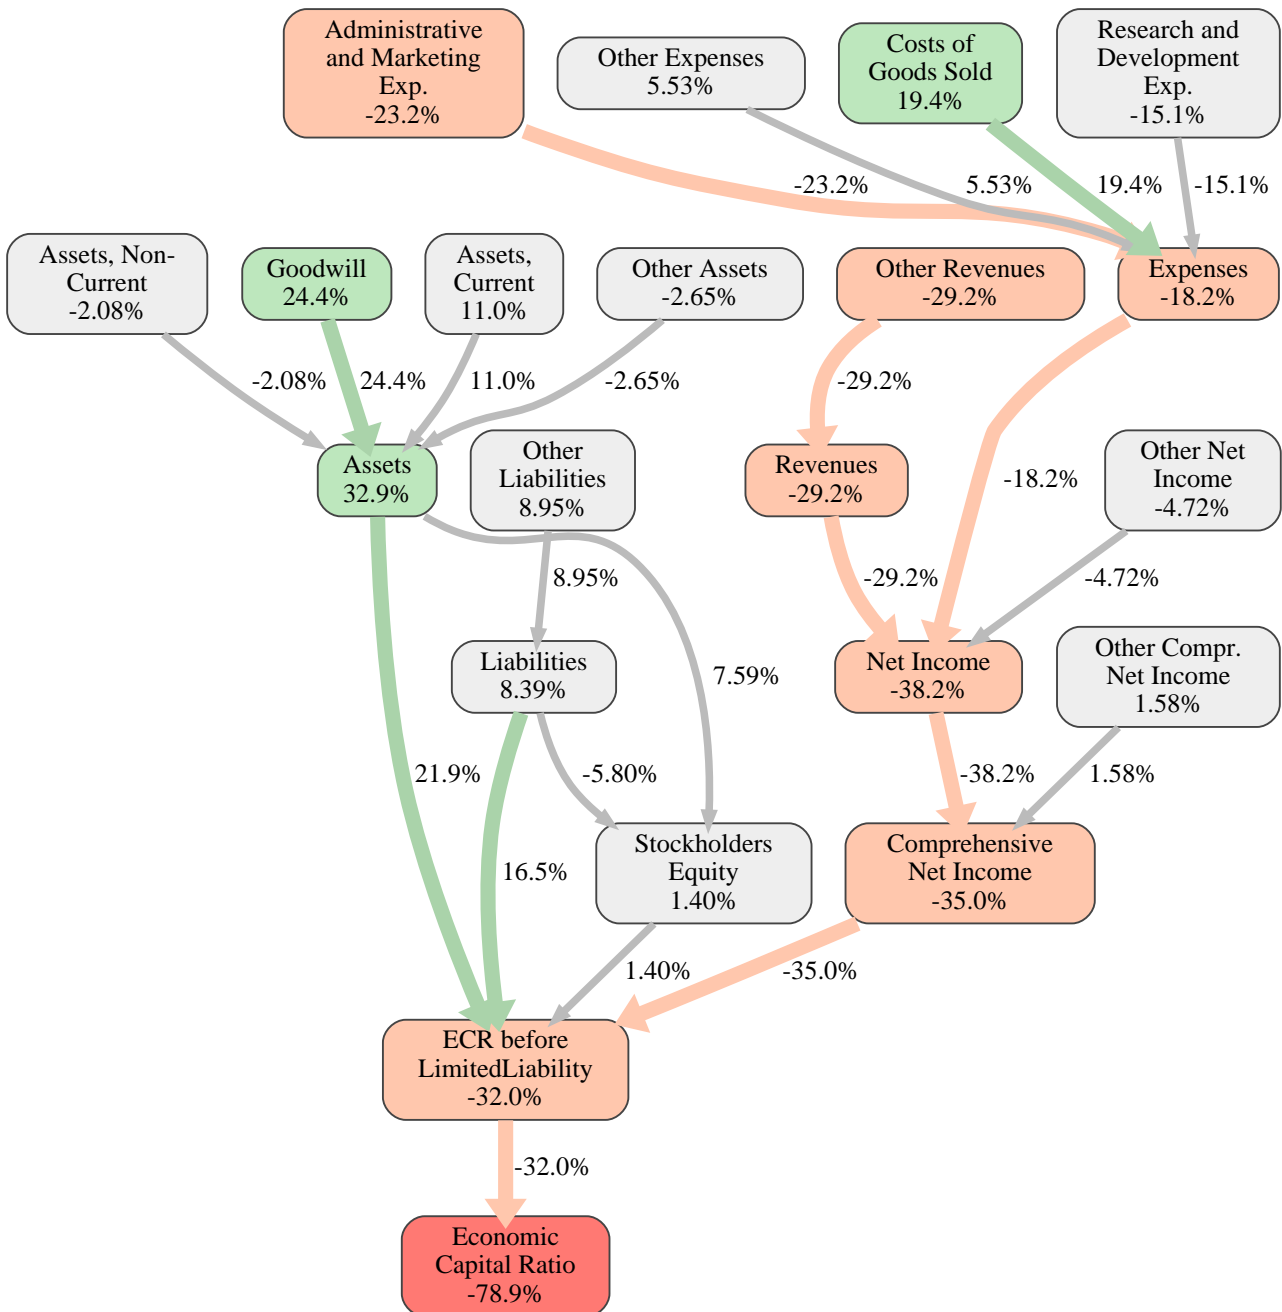 Administrative
and Marketing
Exp.
-23.2%
Other Expenses
5.53%
Costs of
Goods Sold
19.4%
Research and
Development
Exp.
-15.1%
-23.2%
5.53%
19.4%
-15.1%
Assets, Non-
Current
-2.08%
Goodwill
24.4%
Assets,
Current
11.0%
Other Assets
-2.65%
Other Revenues
-29.2%
Expenses
-18.2%
-2.08%
24.4%
11.0%
-2.65%
-29.2%
-18.2%
Assets
32.9%
Other
Liabilities
8.95%
Revenues
-29.2%
Other Net
Income
-4.72%
8.95%
-29.2%
-4.72%
Liabilities
8.39%
7.59%
Net Income
-38.2%
Other Compr.
Net Income
1.58%
21.9%
-5.80%
-38.2%
1.58%
16.5%
Stockholders
Equity
1.40%
Comprehensive
Net Income
-35.0%
1.40%
-35.0%
ECR before
LimitedLiability
-32.0%
-32.0%
Economic
Capital Ratio
-78.9%